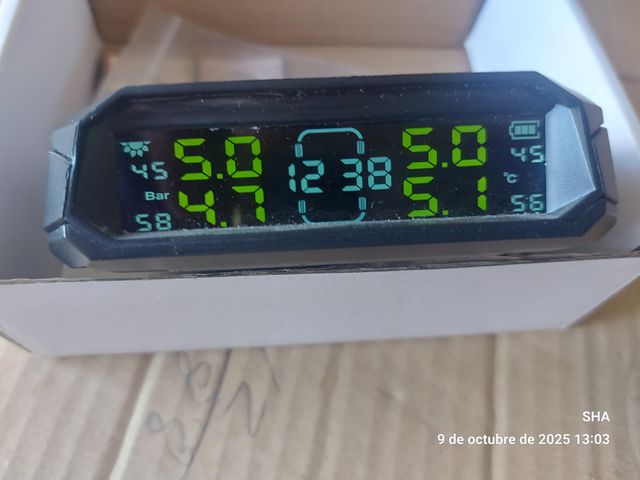 45 5.0 12 38 5.0 45
Bar 4.7 5.1 °C
58 56
SHA
9 de octubre de 2025 13:03